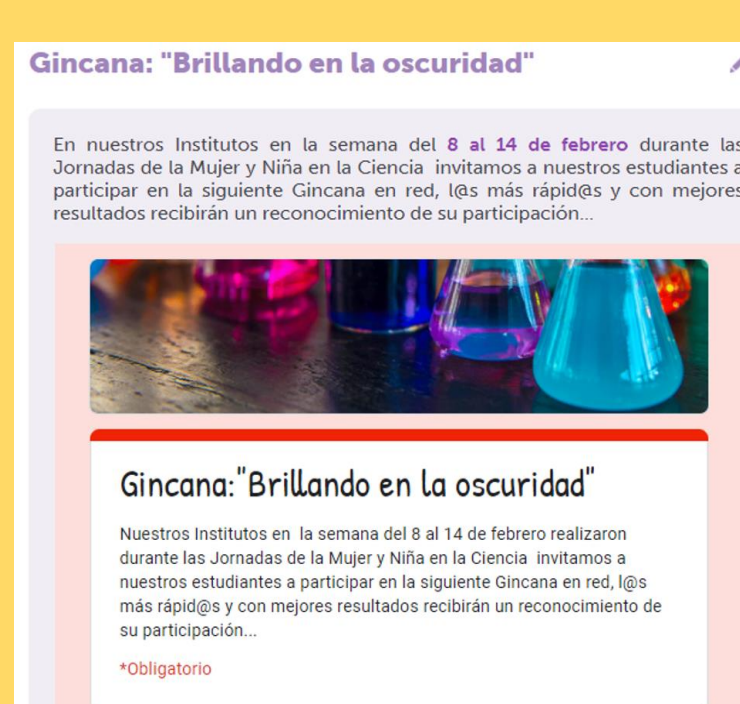 Gincana: "Brillando en la oscuridad"
En nuestros Institutos en la semana del 8 al 14 de febrero durante las
Jornadas de la Mujer y Niña en la Ciencia invitamos a nuestros estudiantes a
participar en la siguiente Gincana en red, l@s más rápid@s y con mejores
resultados recibirán un reconocimiento de su participación...
Gincana:"Brillando en la oscuridad"
Nuestros Institutos en la semana del 8 al 14 de febrero realizaron
durante las Jornadas de la Mujer y Niña en la Ciencia invitamos a
nuestros estudiantes a participar en la siguiente Gincana en red, l@s
más rápid@s y con mejores resultados recibirán un reconocimiento de
su participación...
*Obligatorio